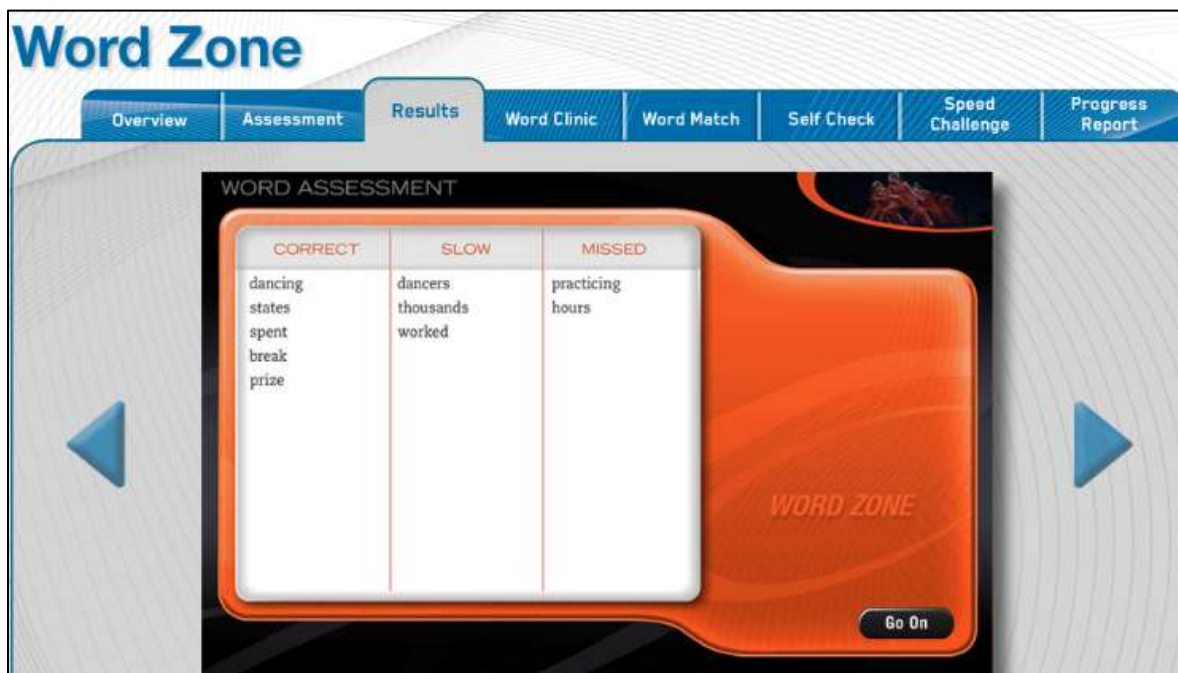 Word Zone
Overview
Assessment
Results
Word Clinic
Word Match
Self Check
Speed
Challenge
Progress
Report
WORD ASSESSMENT
CORRECT SLOW MISSED
dancing dancers practicing
states thousands hours
spent worked
break
prize
WORD ZONE
Go On